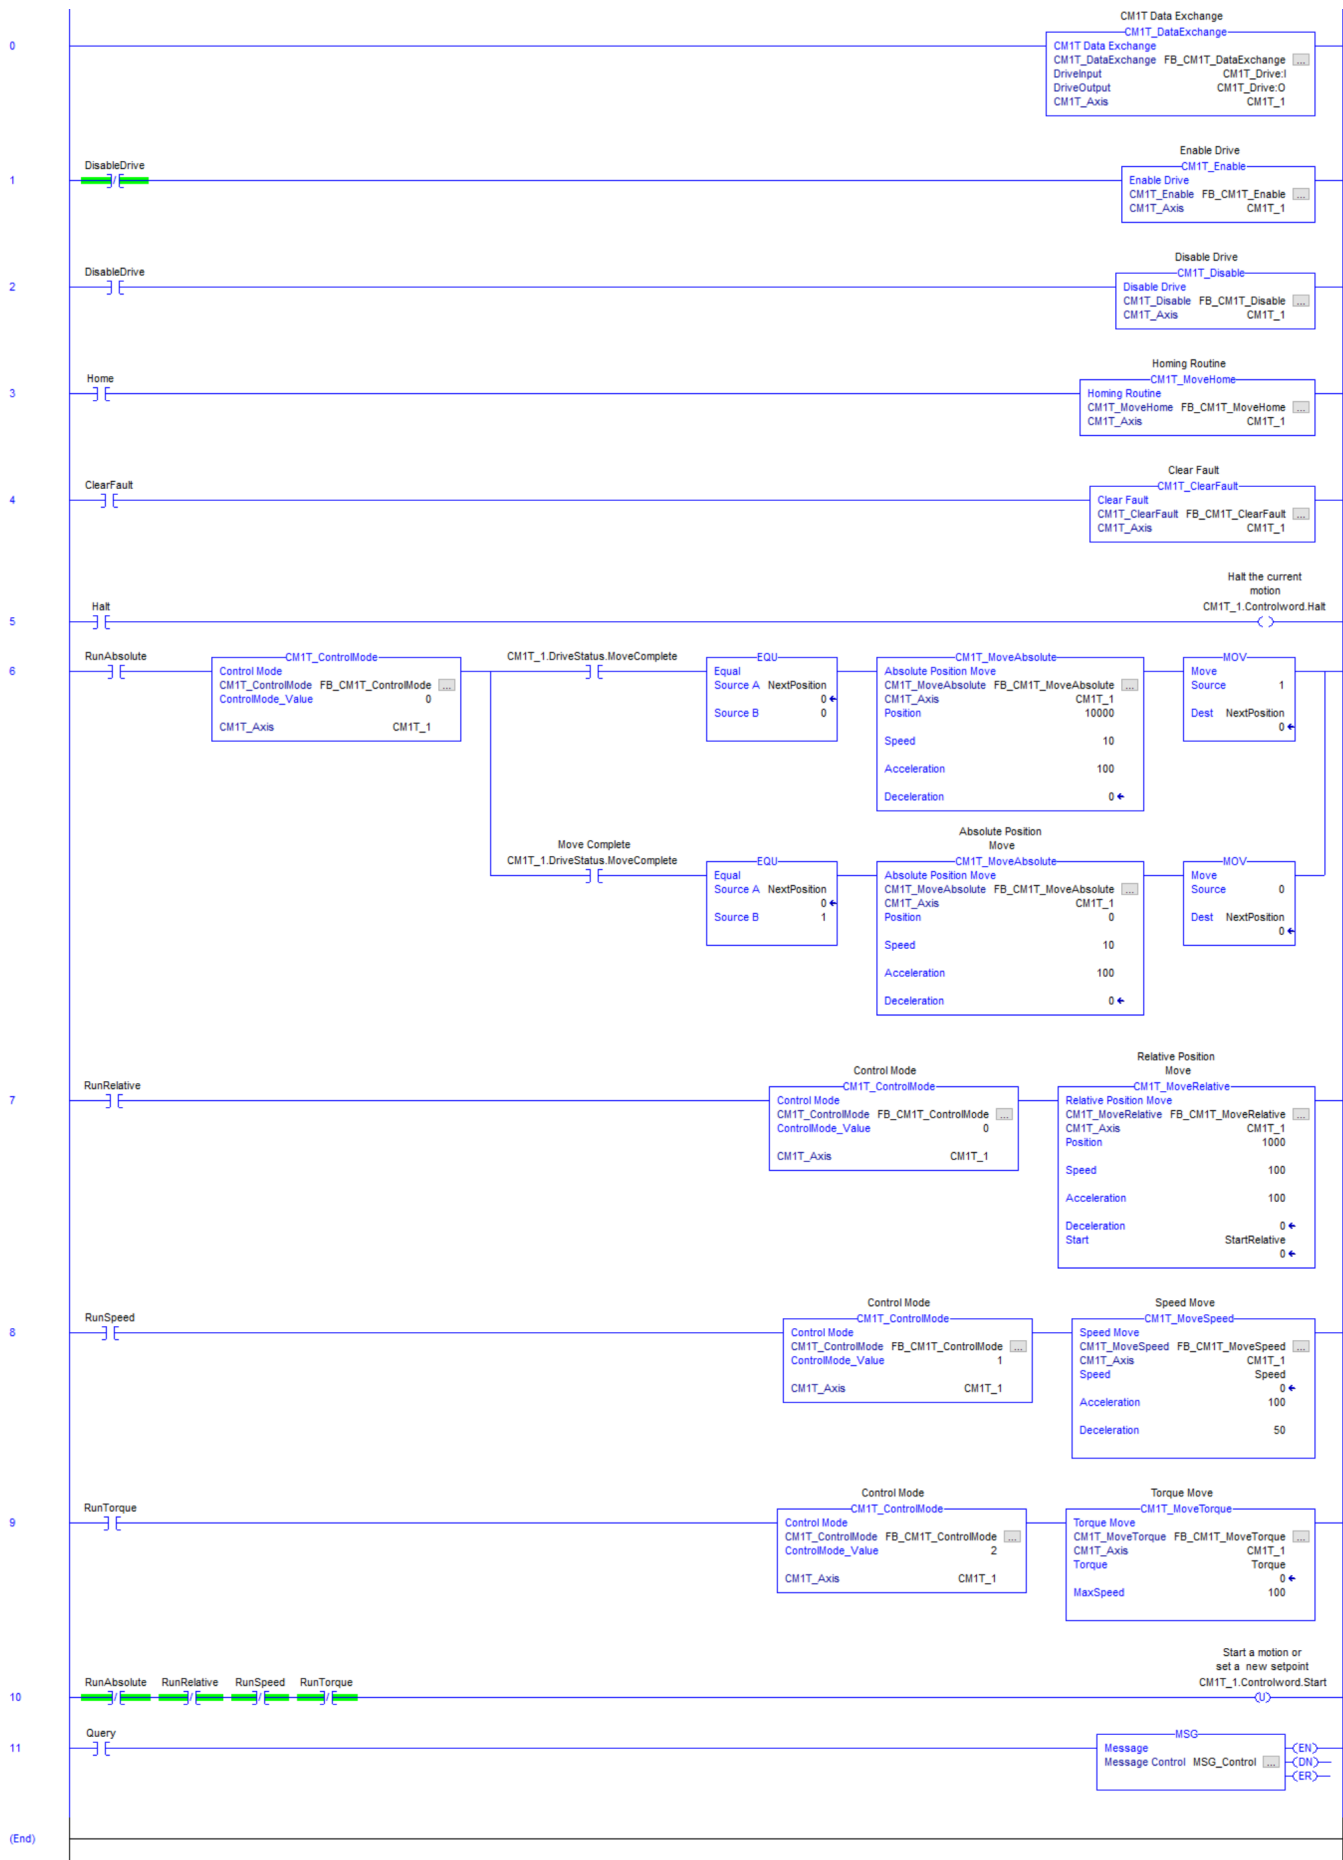 CM1T Data Exchange
CM1T_DataExchange
0
CM1T Data Exchange
CM1T_DataExchange FB_CM1T_DataExchange ...
DriveInput CM1T_Drive:I
DriveOutput CM1T_Drive:O
CM1T_Axis CM1T_1
Enable Drive
DisableDrive CM1T_Enable
1 Enable Drive
CM1T_Enable FB_CM1T_Enable ...
CM1T_Axis CM1T_1
Disable Drive
DisableDrive CM1T_Disable
2 Disable Drive
CM1T_Disable FB_CM1T_Disable ...
CM1T_Axis CM1T_1
Homing Routine
Home CM1T_MoveHome
3 Homing Routine
CM1T_MoveHome FB_CM1T_MoveHome ...
CM1T_Axis CM1T_1
Clear Fault
ClearFault CM1T_ClearFault
4 Clear Fault
CM1T_ClearFault FB_CM1T_ClearFault ...
CM1T_Axis CM1T_1
Halt the current
motion
Halt CM1T_1.Controlword.Halt
5
RunAbsolute CM1T_ControlMode CM1T_1.DriveStatus.MoveComplete EQU CM1T_MoveAbsolute MOV
6 Control Mode Equal Absolute Position Move Move
CM1T_ControlMode FB_CM1T_ControlMode ... Source A NextPosition CM1T_MoveAbsolute FB_CM1T_MoveAbsolute ... Source 1
ControlMode_Value 0 0 CM1T_Axis CM1T_1
Source B 0 Position 10000 Dest NextPosition
CM1T_Axis CM1T_1 0
Speed 10
Acceleration 100
Deceleration 0
Absolute Position
Move Complete Move
CM1T_1.DriveStatus.MoveComplete EQU CM1T_MoveAbsolute MOV
Equal Absolute Position Move Move
Source A NextPosition CM1T_MoveAbsolute FB_CM1T_MoveAbsolute ... Source 0
0 CM1T_Axis CM1T_1
Source B 1 Position 0 Dest NextPosition
0
Speed 10
Acceleration 100
Deceleration 0
Relative Position
Control Mode Move
RunRelative CM1T_ControlMode CM1T_MoveRelative
7 Control Mode Relative Position Move
CM1T_ControlMode FB_CM1T_ControlMode ... CM1T_MoveRelative FB_CM1T_MoveRelative ...
ControlMode_Value 0 CM1T_Axis CM1T_1
Position 1000
CM1T_Axis CM1T_1
Speed 100
Acceleration 100
Deceleration 0
Start StartRelative
0
Control Mode Speed Move
RunSpeed CM1T_ControlMode CM1T_MoveSpeed
8 Control Mode Speed Move
CM1T_ControlMode FB_CM1T_ControlMode ... CM1T_MoveSpeed FB_CM1T_MoveSpeed ...
ControlMode_Value 1 CM1T_Axis CM1T_1
Speed Speed
CM1T_Axis CM1T_1 0
Acceleration 100
Deceleration 50
Control Mode Torque Move
RunTorque CM1T_ControlMode CM1T_MoveTorque
9 Control Mode Torque Move
CM1T_ControlMode FB_CM1T_ControlMode ... CM1T_MoveTorque FB_CM1T_MoveTorque ...
ControlMode_Value 2 CM1T_Axis CM1T_1
Torque Torque
CM1T_Axis CM1T_1 0
MaxSpeed 100
Start a motion or
set a new setpoint
RunAbsolute RunRelative RunSpeed RunTorque CM1T_1.Controlword.Start
10 U
Query MSG
11 Message EN
Message Control MSG_Control ... DN
ER
(End)